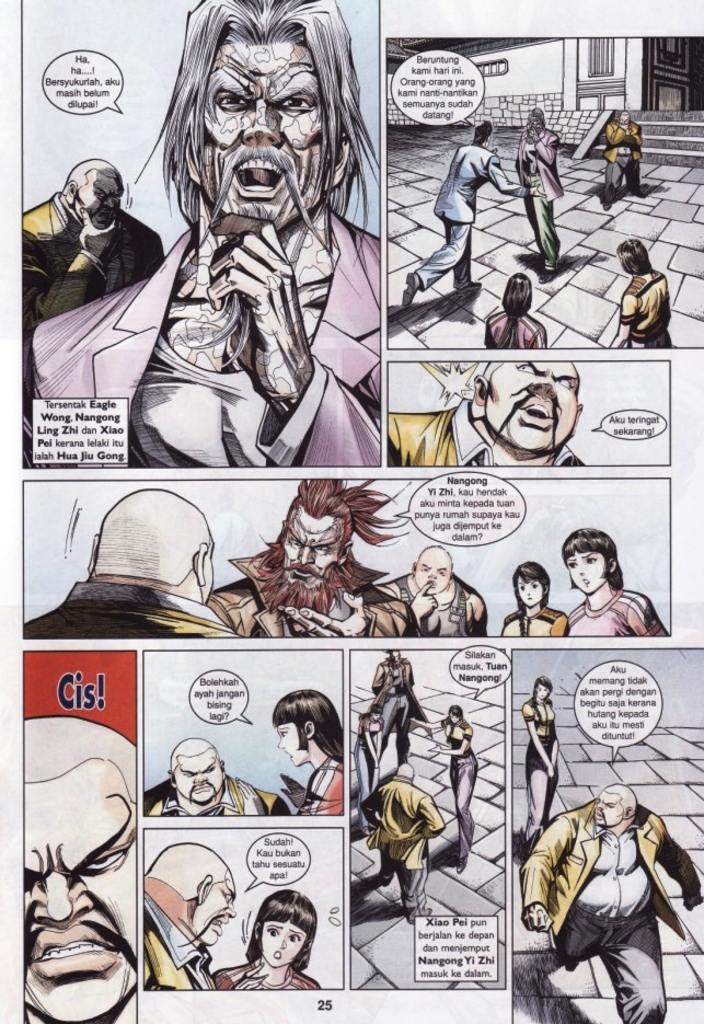 Ha,
ha....!
Bersyukurlah, aku
masih belum
dilupai!
Tersentak Eagle
Wong, Nangong
Ling Zhi dan Xiao
Pei kerana lelaki itu
ialah Hua Jiu Gong.
Beruntung
kami hari ini.
Orang-orang yang
kami nanti-nantikan
semuanya sudah
datang!
Aku teringat
sekarang!
Nangong
Yi Zhi, kau hendak
aku minta kepada tuan
punya rumah supaya kau
juga dijemput ke
dalam?
Cis!
Bolehkah
ayah jangan
bising
lagi?
Sudah!
Kau bukan
tahu sesuatu
apa!
Silakan
masuk, Tuan
Nangong!
Xiao Pei pun
berjalan ke depan
dan menjemput
Nangong Yi Zhi
masuk ke dalam.
Aku
memang tidak
akan pergi dengan
begitu saja kerana
hutang kepada
aku itu mesti
dituntut!
25